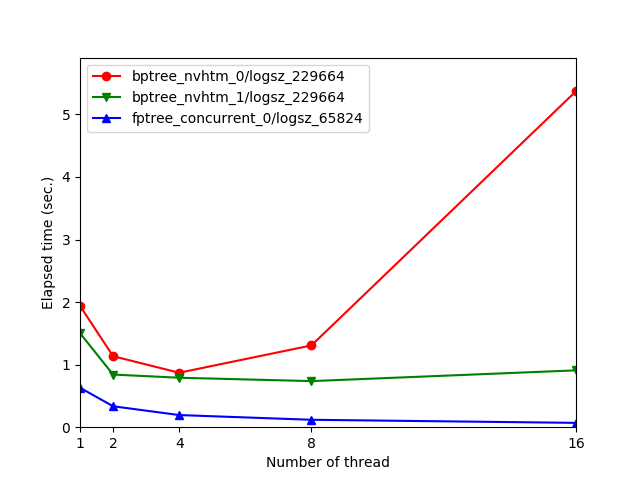 bptree_nvhtm_0/logsz_229664
bptree_nvhtm_1/logsz_229664
fptree_concurrent_0/logsz_65824
Elapsed time (sec.)
5
4
3
2
1
0
1 2 4 8 16
Number of thread